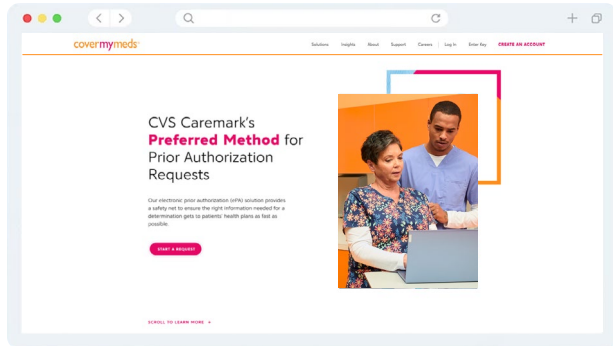 covermymeds
Solutions Insights About Support Careers Log In Enter Key CREATE AN ACCOUNT
CVS Caremark's
Preferred Method for
Prior Authorization
Requests
Our electronic prior authorization (ePA) solution provides
a safety net to ensure the right information needed for a
determination gets to patients' health plans as fast as
possible.
START A REQUEST
SCROLL TO LEARN MORE